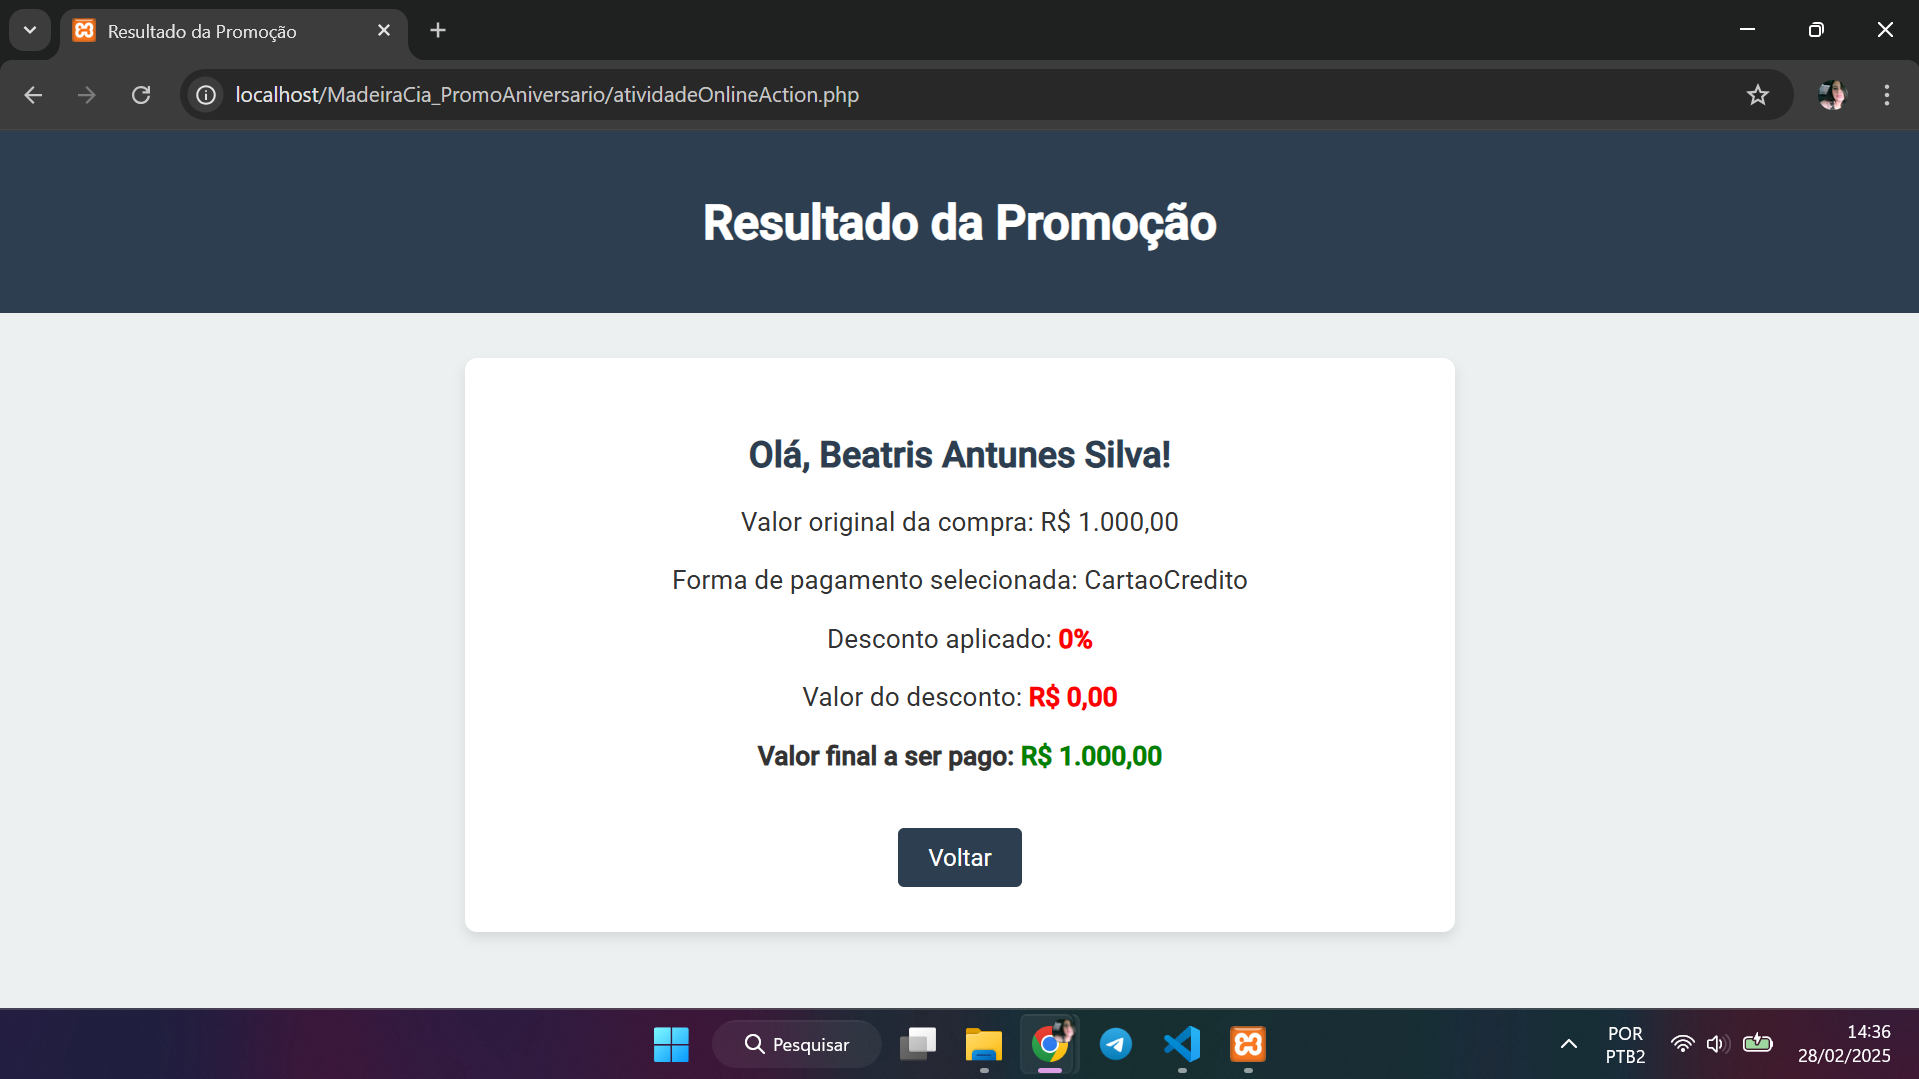 Resultado da Promoção
localhost/MadeiraCia_PromoAniversario/atividadeOnlineAction.php
Resultado da Promoção
Olá, Beatris Antunes Silva!
Valor original da compra: R$ 1.000,00
Forma de pagamento selecionada: CartaoCredito
Desconto aplicado: 0%
Valor do desconto: R$ 0,00
Valor final a ser pago: R$ 1.000,00
Voltar
Pesquisar
POR
PTB2
14:36
28/02/2025